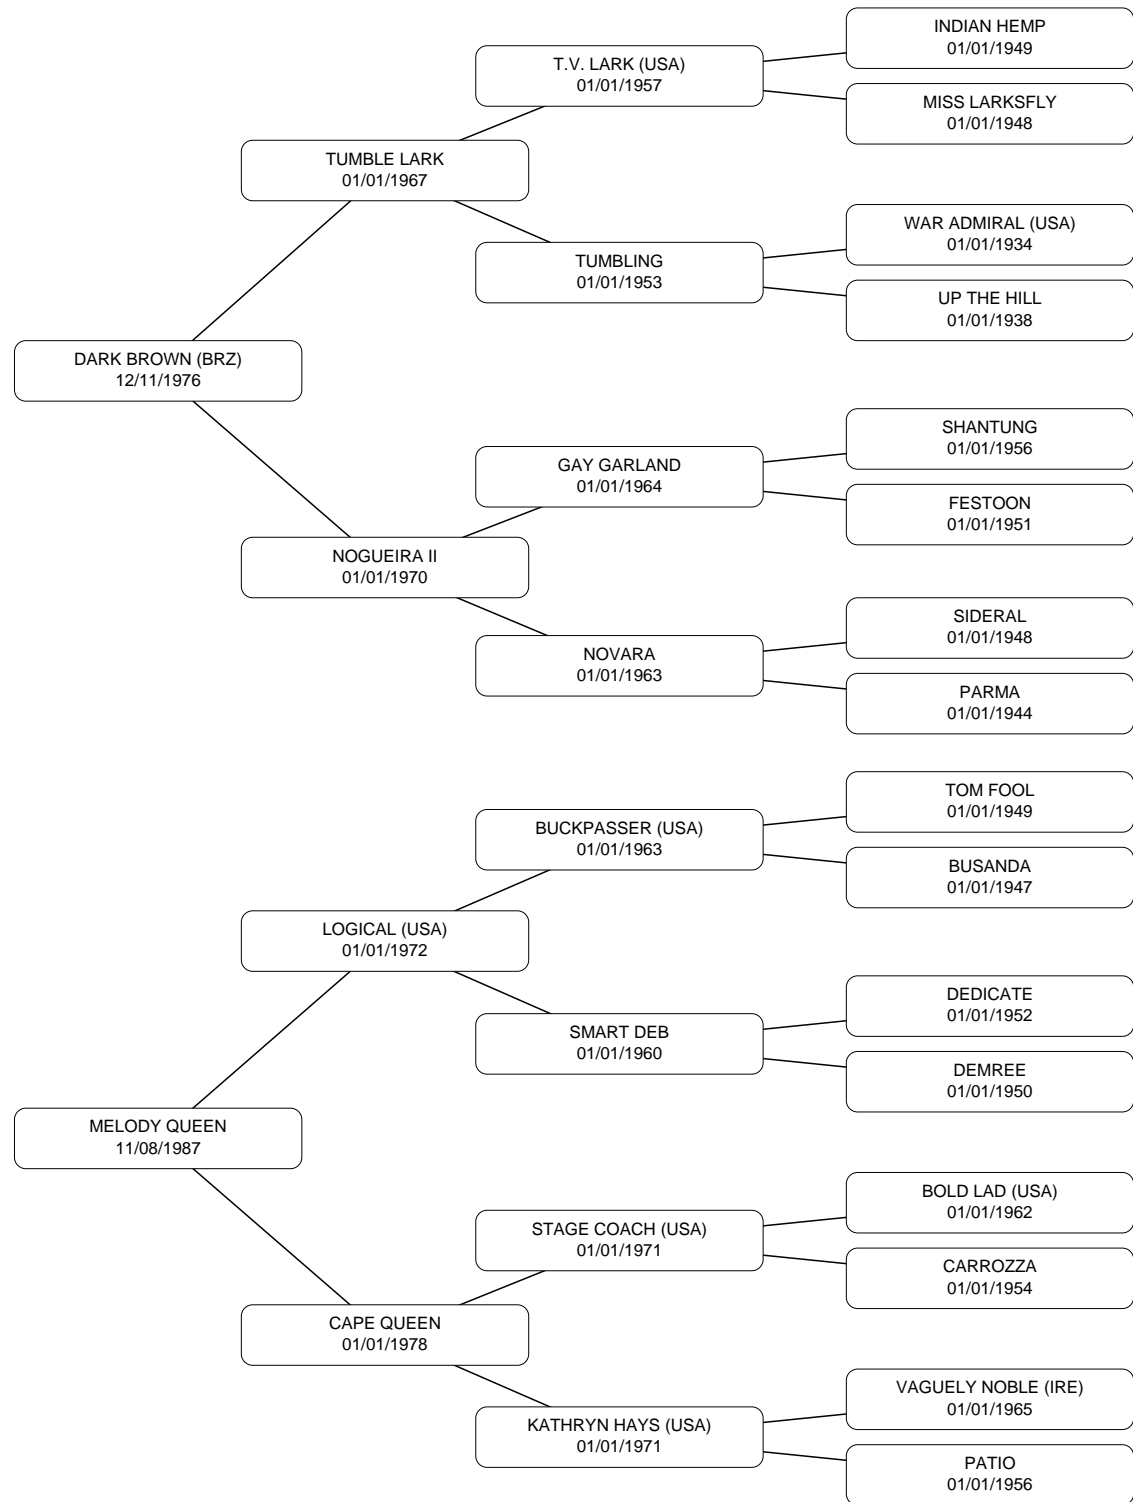 INDIAN HEMP
01/01/1949
T.V. LARK (USA)
01/01/1957
MISS LARKSFLY
01/01/1948
TUMBLE LARK
01/01/1967
WAR ADMIRAL (USA)
01/01/1934
TUMBLING
01/01/1953
UP THE HILL
01/01/1938
DARK BROWN (BRZ)
12/11/1976
SHANTUNG
01/01/1956
GAY GARLAND
01/01/1964
FESTOON
01/01/1951
NOGUEIRA II
01/01/1970
SIDERAL
01/01/1948
NOVARA
01/01/1963
PARMA
01/01/1944
TOM FOOL
01/01/1949
BUCKPASSER (USA)
01/01/1963
BUSANDA
01/01/1947
LOGICAL (USA)
01/01/1972
DEDICATE
01/01/1952
SMART DEB
01/01/1960
DEMREE
01/01/1950
MELODY QUEEN
11/08/1987
BOLD LAD (USA)
01/01/1962
STAGE COACH (USA)
01/01/1971
CARROZZA
01/01/1954
CAPE QUEEN
01/01/1978
VAGUELY NOBLE (IRE)
01/01/1965
KATHRYN HAYS (USA)
01/01/1971
PATIO
01/01/1956